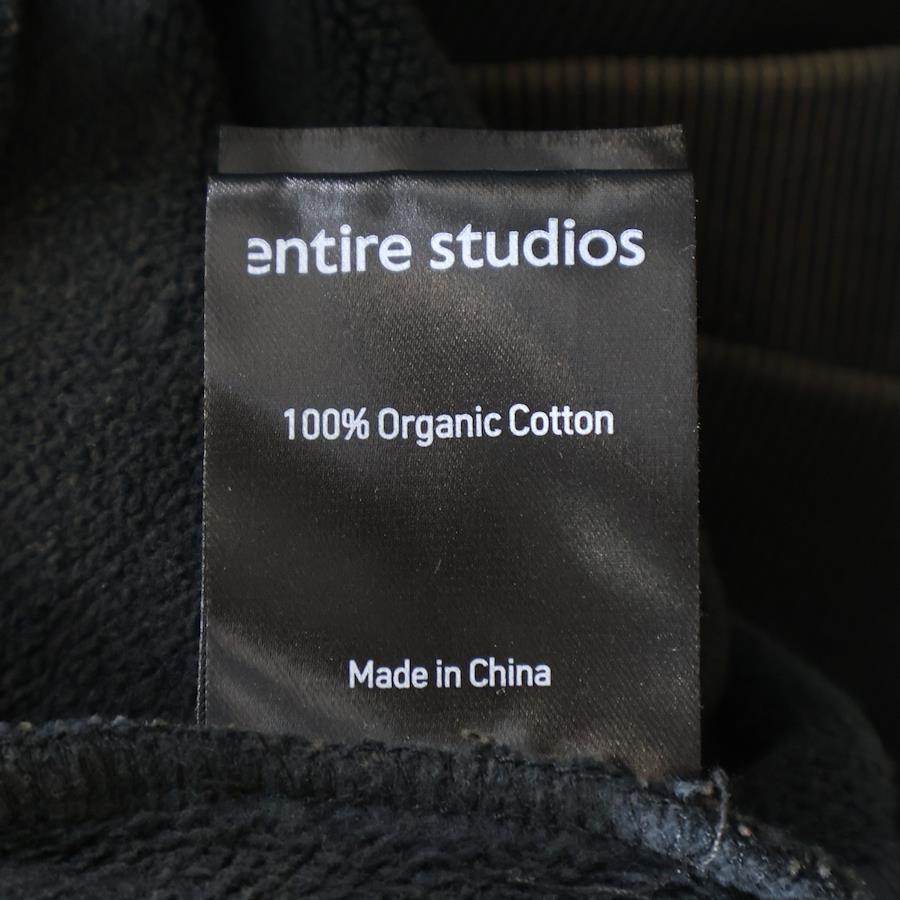 entire studios
100% Organic Cotton
Made in China